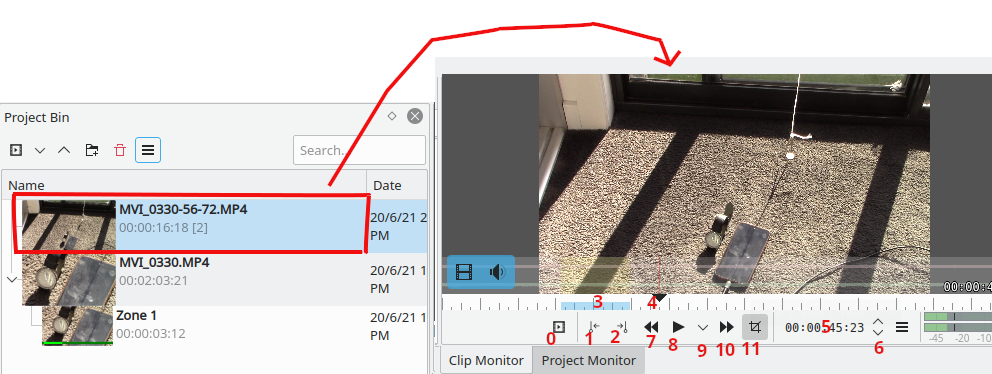 Project Bin
Search...
Name
Date
MVI_0330-56-72.MP4
00:00:16:18 [2]
20/6/21 2
PM
MVI_0330.MP4
00:02:03:21
20/6/21 1
PM
Zone 1
00:00:03:12
20/6/21 1
PM
00:00:4
3
4
00:00:45:23
5
0
1
2
7
8
9
10
11
6
-45 -20 -10
Clip Monitor
Project Monitor